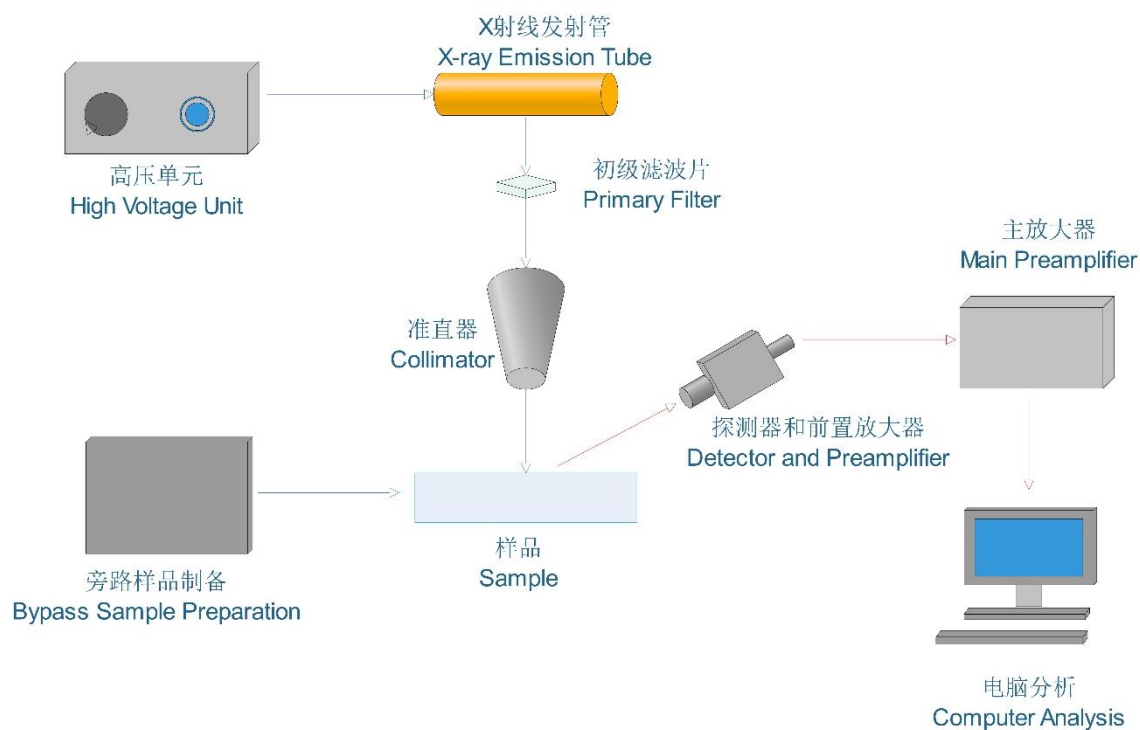 X射线发射管
X-ray Emission Tube
高压单元
High Voltage Unit
初级滤波片
Primary Filter
主放大器
Main Preamplifier
准直器
Collimator
探测器和前置放大器
Detector and Preamplifier
旁路样品制备
Bypass Sample Preparation
样品
Sample
电脑分析
Computer Analysis